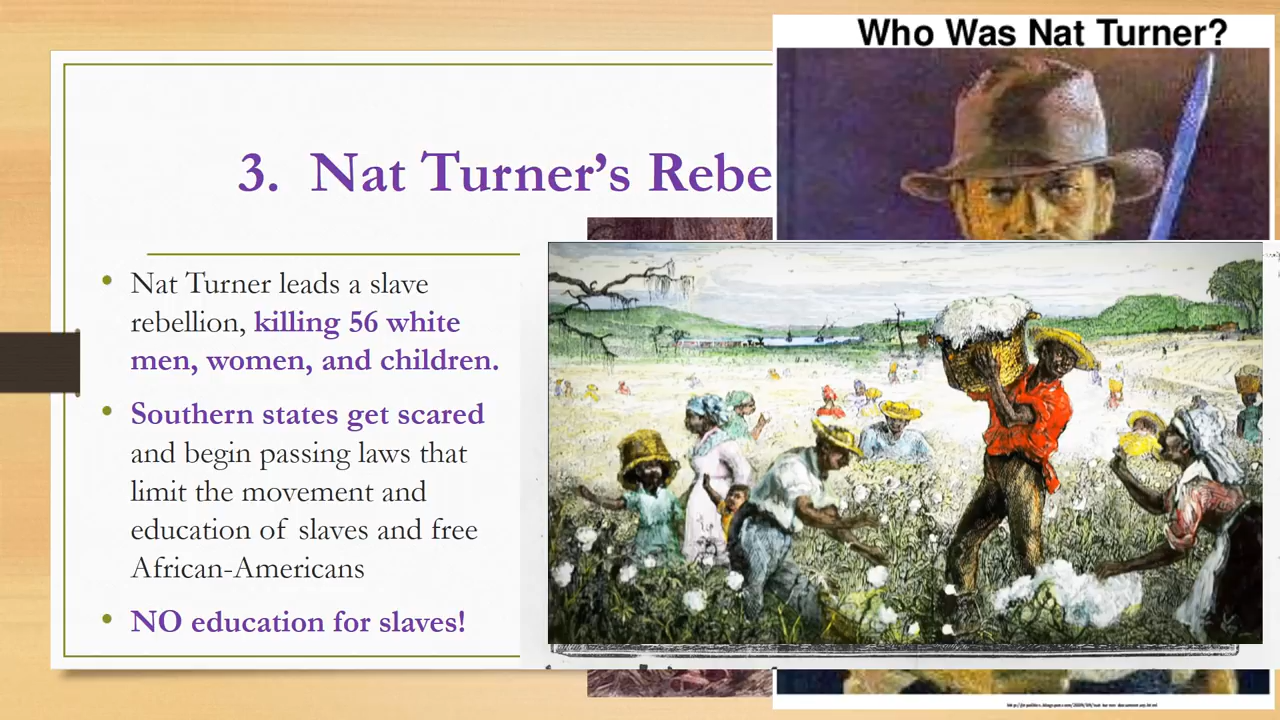 Who Was Nat Turner?
3. Nat Turner's Rebe
• Nat Turner leads a slave
rebellion, killing 56 white
men, women, and children.
• Southern states get scared
and begin passing laws that
limit the movement and
education of slaves and free
African-Americans
• NO education for slaves!